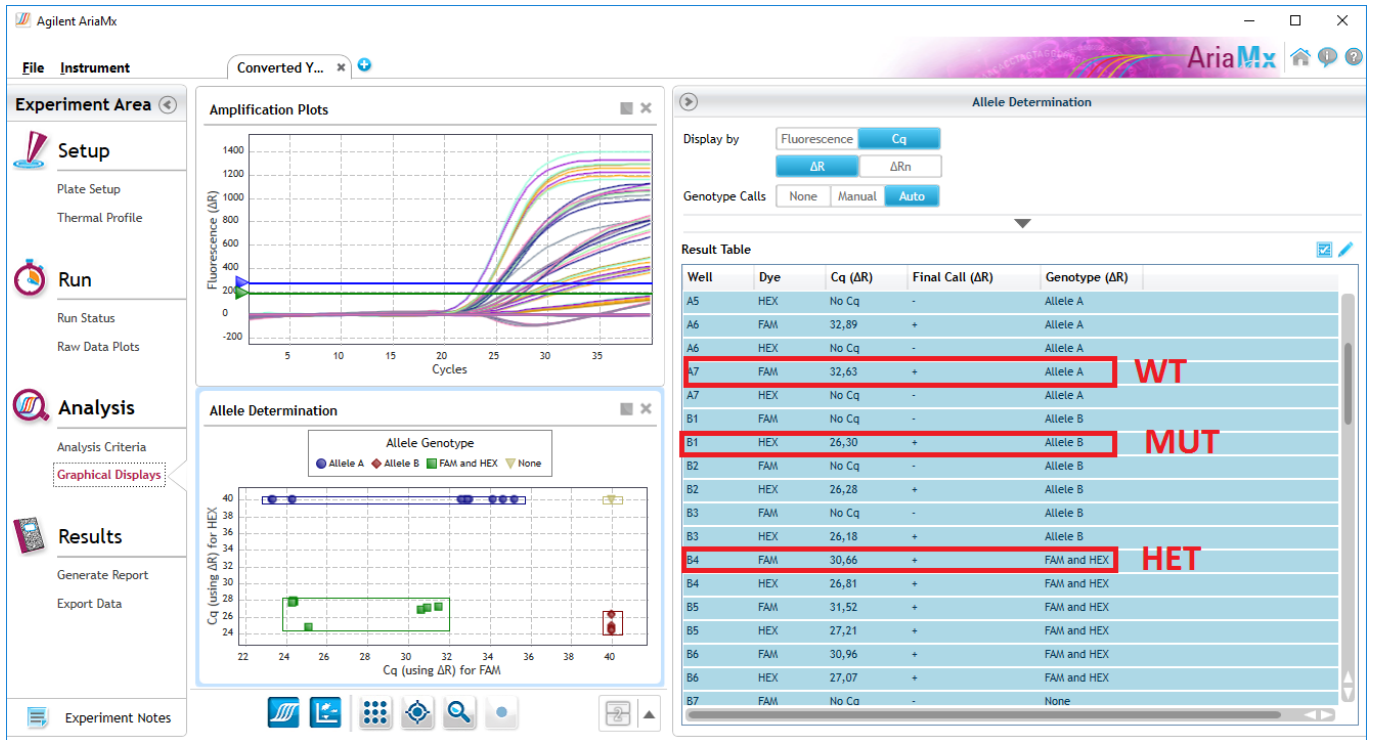 Agilent AriaMx
File Instrument
Converted Y...
AriaMx
Experiment Area
Setup
Plate Setup
Thermal Profile
Run
Run Status
Raw Data Plots
Analysis
Analysis Criteria
Graphical Displays
Results
Generate Report
Export Data
Experiment Notes
Amplification Plots
Fluorescence (ΔR)
1400
1200
1000
800
600
400
200
0
-200
5 10 15 20 25 30 35
Cycles
Allele Determination
Allele Genotype
Allele A Allele B FAM and HEX None
Cq (using ΔR) for HEX
40
38
36
34
32
30
28
26
24
22 24 26 28 30 32 34 36 38 40
Cq (using ΔR) for FAM
Allele Determination
Display by Fluorescence Cq
ΔR ΔRn
Genotype Calls None Manual Auto
Result Table
Well Dye Cq (ΔR) Final Call (ΔR) Genotype (ΔR)
A5 HEX No Cq - Allele A
A6 FAM 32,89 + Allele A
A6 HEX No Cq - Allele A
A7 FAM 32,63 + Allele A WT
A7 HEX No Cq - Allele A
B1 FAM No Cq - Allele B
B1 HEX 26,30 + Allele B MUT
B2 FAM No Cq - Allele B
B2 HEX 26,28 + Allele B
B3 FAM No Cq - Allele B
B3 HEX 26,18 + Allele B
B4 FAM 30,66 + FAM and HEX HET
B4 HEX 26,81 + FAM and HEX
B5 FAM 31,52 + FAM and HEX
B5 HEX 27,21 + FAM and HEX
B6 FAM 30,96 + FAM and HEX
B6 HEX 27,07 + FAM and HEX
B7 FAM No Cq - None